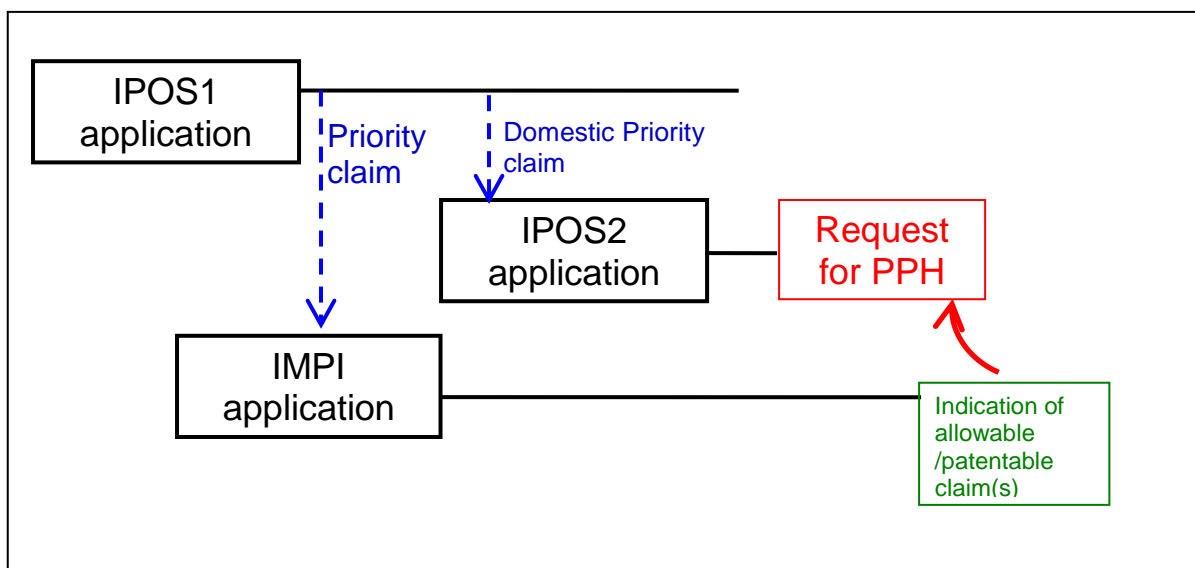 IPOS1
application
Priority
claim
Domestic Priority
claim
IPOS2
application
Request
for PPH
IMPI
application
Indication of
allowable
/patentable
claim(s)